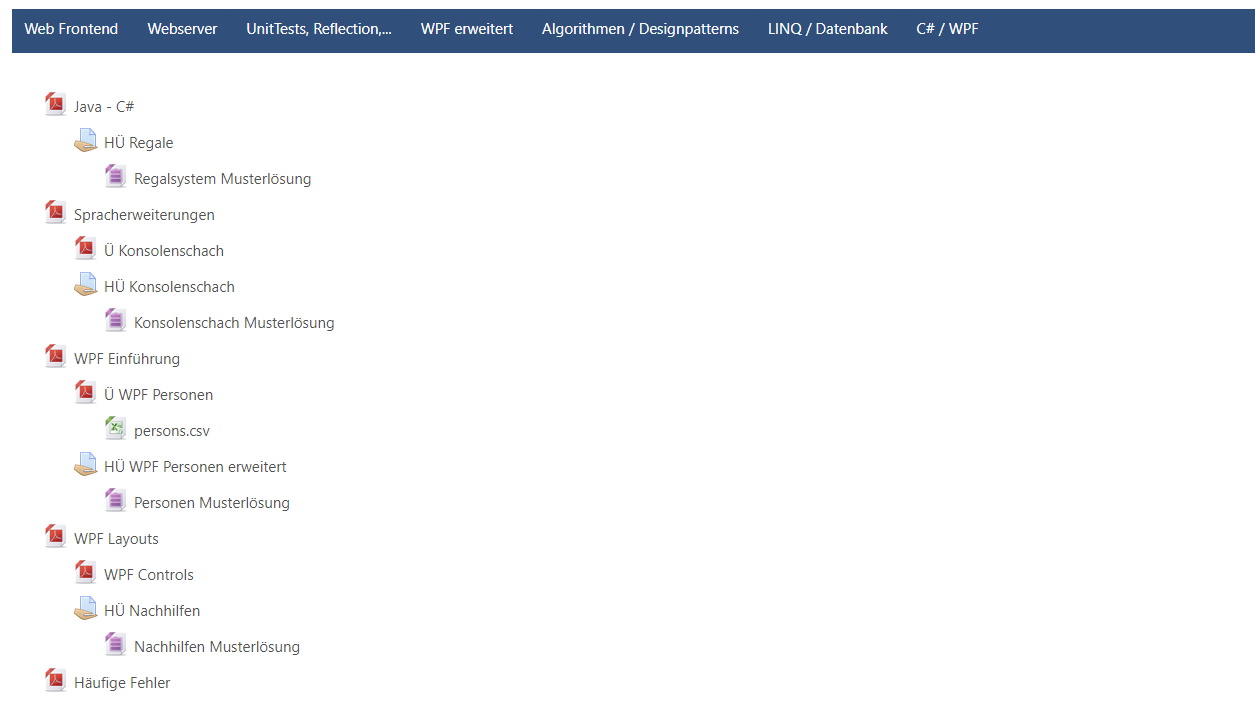 Web Frontend Webserver UnitTests, Reflection,... WPF erweitert Algorithmen / Designpatterns LINQ / Datenbank C# / WPF
Java - C#
HÜ Regale
Regalsystem Musterlösung
Spracherweiterungen
Ü Konsolenschach
HÜ Konsolenschach
Konsolenschach Musterlösung
WPF Einführung
Ü WPF Personen
persons.csv
HÜ WPF Personen erweitert
Personen Musterlösung
WPF Layouts
WPF Controls
HÜ Nachhilfen
Nachhilfen Musterlösung
Häufige Fehler